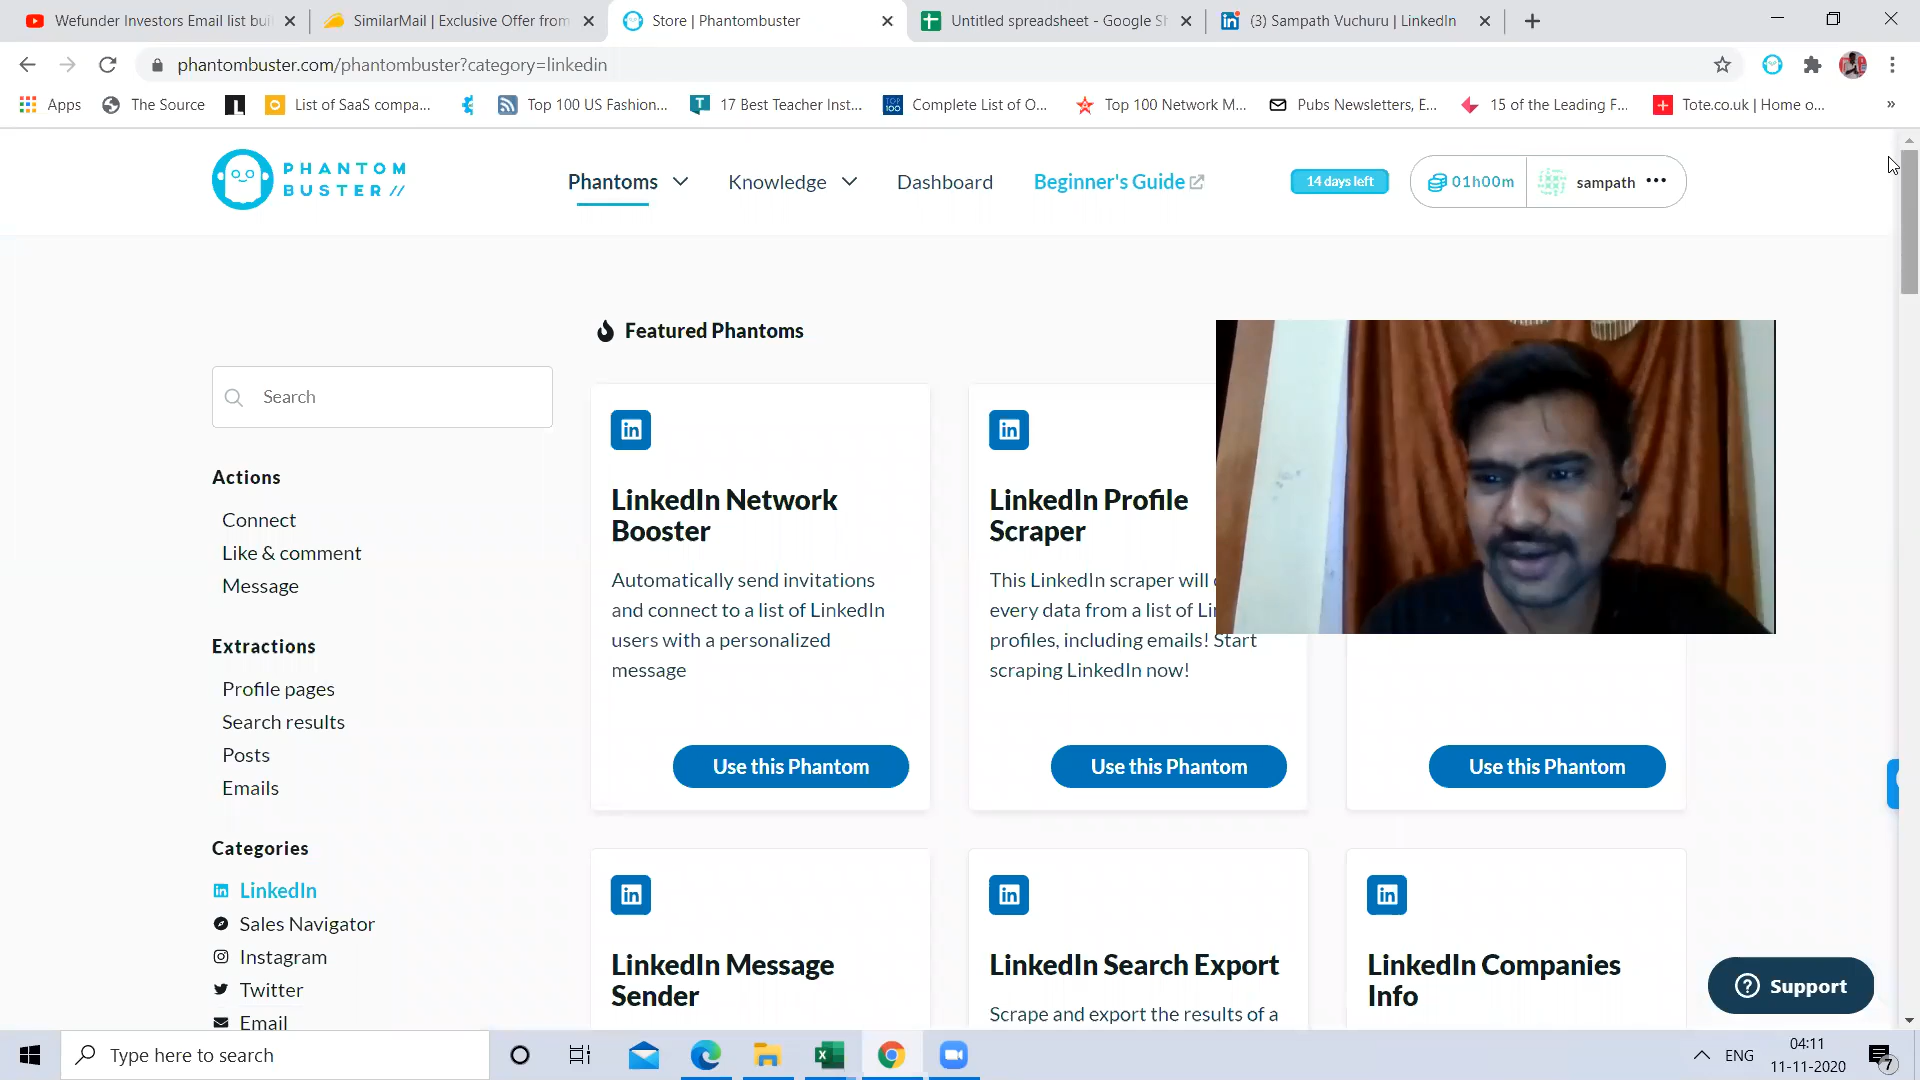 Wefunder Investors Email list bui
SimilarMail | Exclusive Offer from
Store | Phantombuster
Untitled spreadsheet - Google Sh
(3) Sampath Vuchuru | LinkedIn
phantombuster.com/phantombuster?category=linkedin
Apps
The Source
List of SaaS compa...
Top 100 US Fashion...
17 Best Teacher Inst...
Complete List of O...
Top 100 Network M...
Pubs Newsletters, E...
15 of the Leading F...
Tote.co.uk | Home o...
»
PHANTOM
BUSTER //
Phantoms
Knowledge
Dashboard
Beginner's Guide
14 days left
01h00m
sampath
Featured Phantoms
Search
Actions
Connect
Like & comment
Message
Extractions
Profile pages
Search results
Posts
Emails
Categories
LinkedIn
Sales Navigator
Instagram
Twitter
Email
LinkedIn Network
Booster
Automatically send invitations
and connect to a list of LinkedIn
users with a personalized
message
Use this Phantom
LinkedIn Profile
Scraper
This LinkedIn scraper will
every data from a list of
profiles, including emails! Start
scraping LinkedIn now!
Use this Phantom
Use this Phantom
LinkedIn Message
Sender
LinkedIn Search Export
Scrape and export the results of a
LinkedIn Companies
Info
Support
Type here to search
ENG
04:11
11-11-2020
7